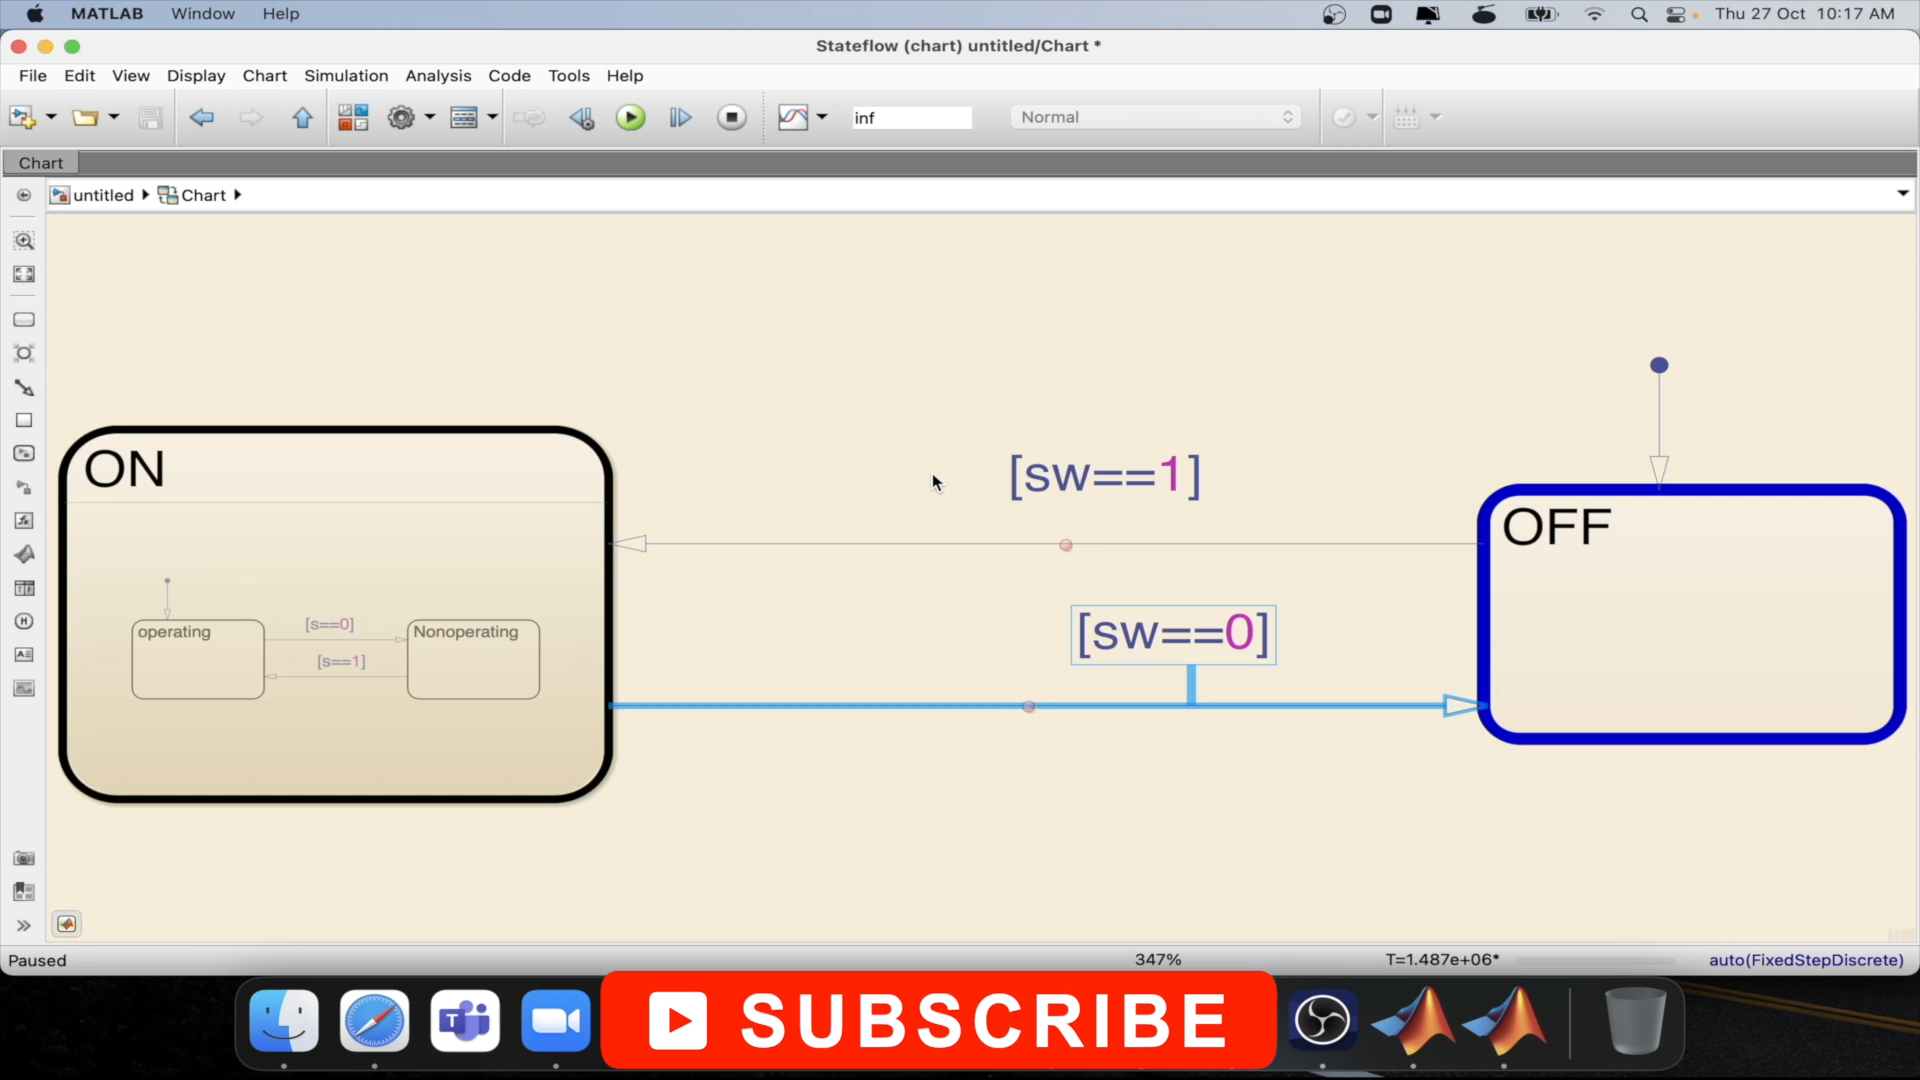 MATLAB Window Help
Thu 27 Oct 10:17 AM
Stateflow (chart) untitled/Chart *
File Edit View Display Chart Simulation Analysis Code Tools Help
inf
Normal
Chart
untitled Chart
ON
OFF
[sw==1]
[sw==0]
operating
Nonoperating
[s==0]
[s==1]
Paused
347%
T=1.487e+06*
auto(FixedStepDiscrete)
SUBSCRIBE